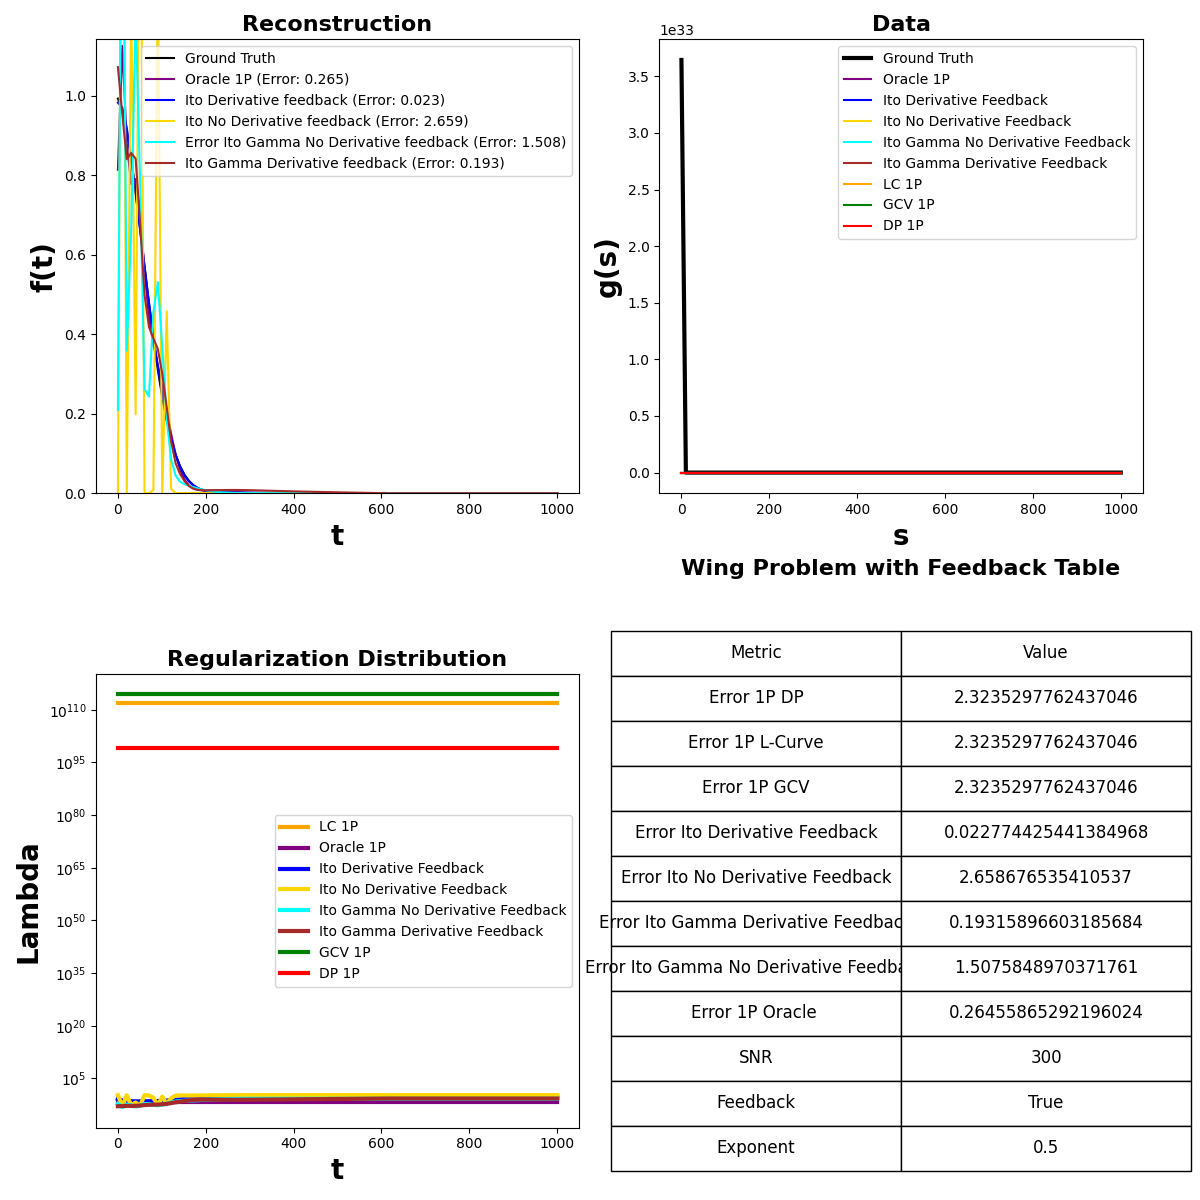 Reconstruction
1.0
0.8
0.6
0.4
0.2
0.0
f(t)
Ground Truth
Oracle 1P (Error: 0.265)
Ito Derivative feedback (Error: 0.023)
Ito No Derivative feedback (Error: 2.659)
Error Ito Gamma No Derivative feedback (Error: 1.508)
Ito Gamma Derivative feedback (Error: 0.193)
0 200 400 600 800 1000
t
Data
1e33
3.5
3.0
2.5
2.0
1.5
1.0
0.5
0.0
g(s)
Ground Truth
Oracle 1P
Ito Derivative Feedback
Ito No Derivative Feedback
Ito Gamma No Derivative Feedback
Ito Gamma Derivative Feedback
LC 1P
GCV 1P
DP 1P
0 200 400 600 800 1000
s
Regularization Distribution
10^110
10^95
10^80
10^65
10^50
10^35
10^20
10^5
Lambda
LC 1P
Oracle 1P
Ito Derivative Feedback
Ito No Derivative Feedback
Ito Gamma No Derivative Feedback
Ito Gamma Derivative Feedback
GCV 1P
DP 1P
0 200 400 600 800 1000
t
Wing Problem with Feedback Table
Metric Value
Error 1P DP 2.3235297762437046
Error 1P L-Curve 2.3235297762437046
Error 1P GCV 2.3235297762437046
Error Ito Derivative Feedback 0.022774425441384968
Error Ito No Derivative Feedback 2.658676535410537
Error Ito Gamma Derivative Feedbac 0.19315896603185684
Error Ito Gamma No Derivative Feedba 1.5075848970371761
Error 1P Oracle 0.26455865292196024
SNR 300
Feedback True
Exponent 0.5